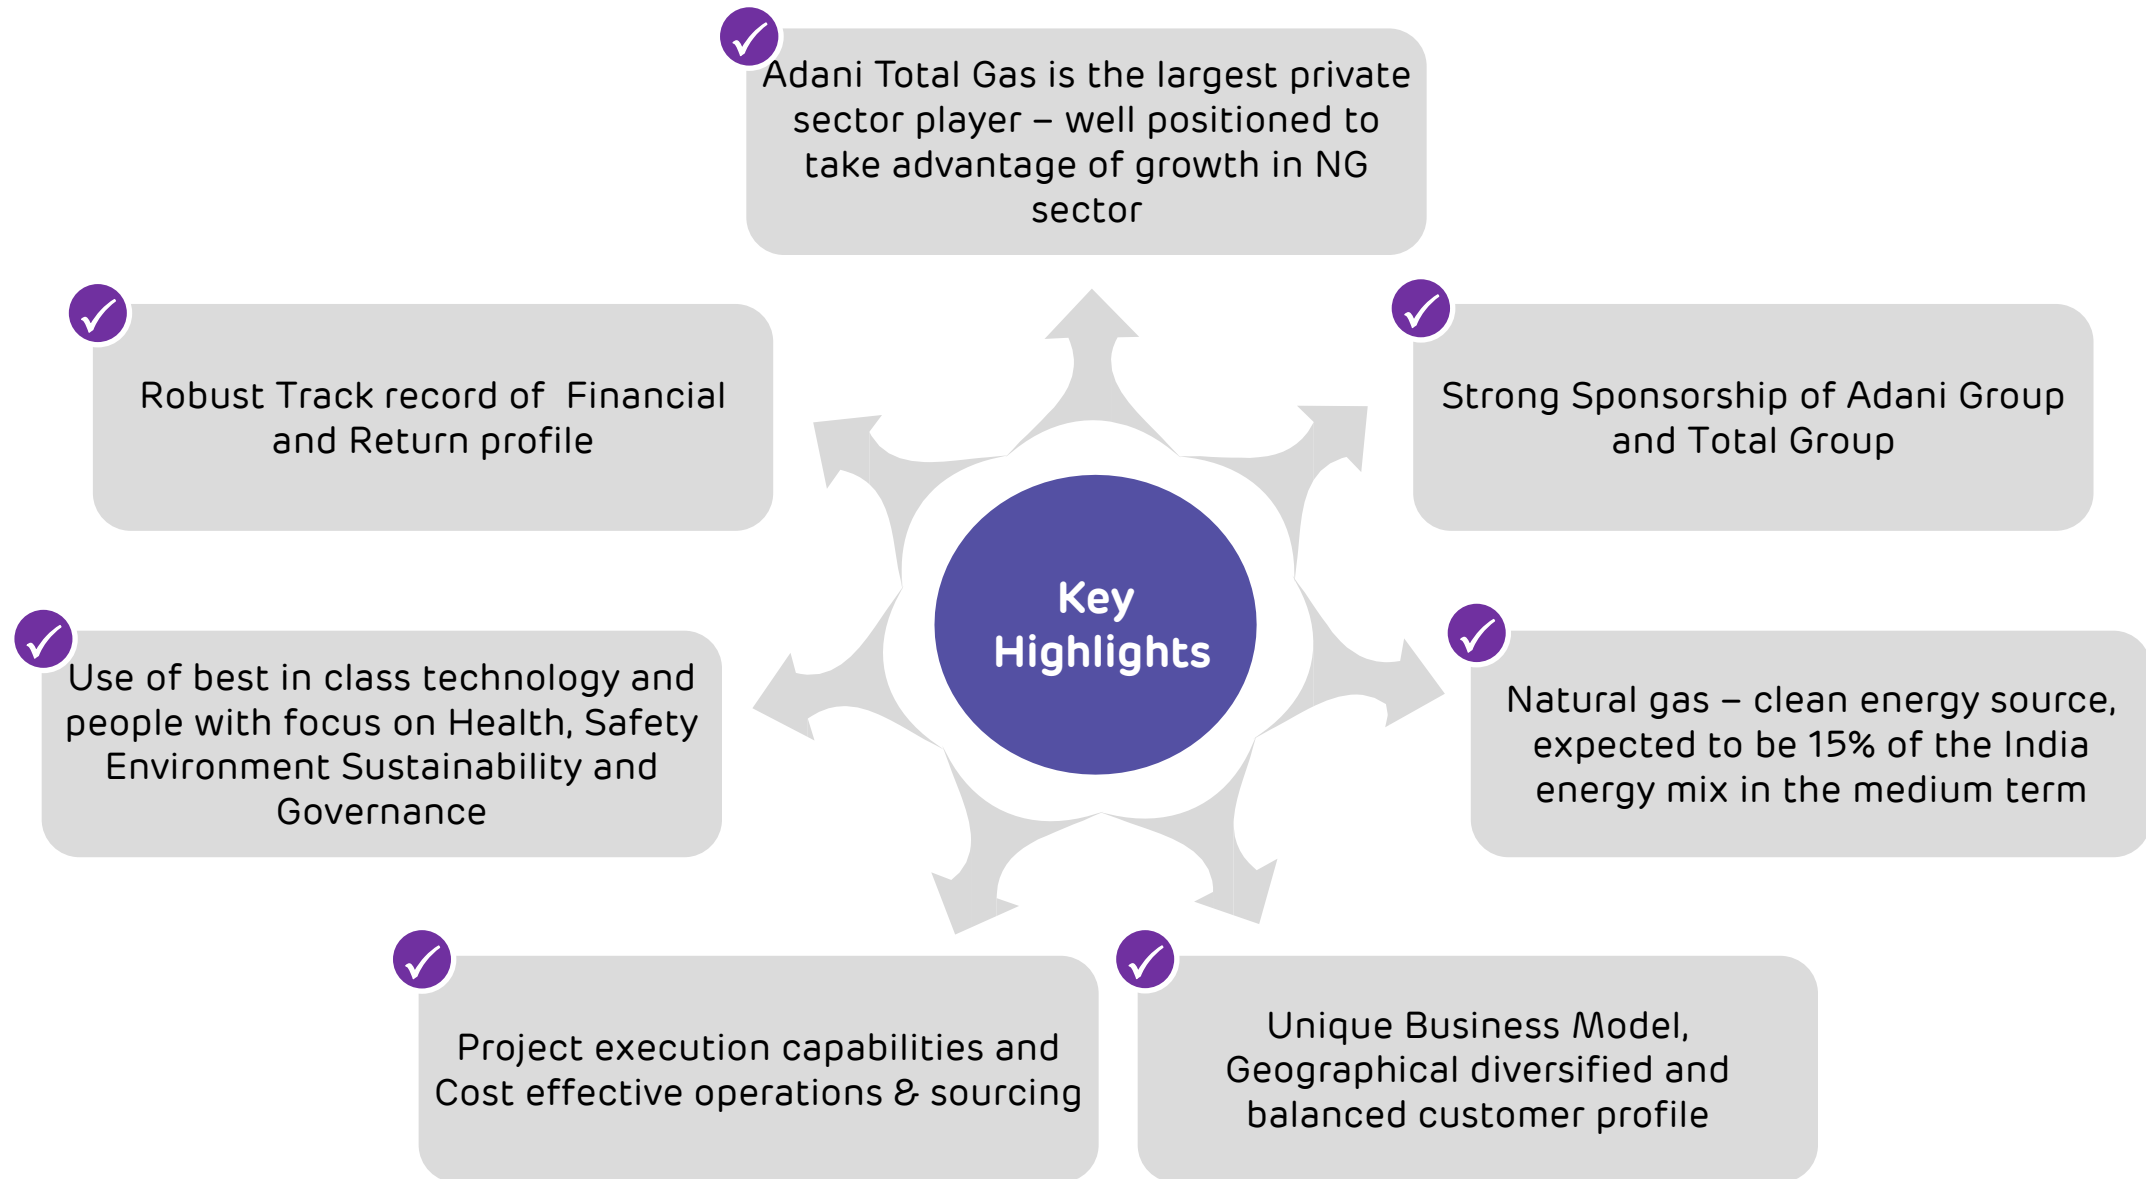 Adani Total Gas is the largest private
sector player – well positioned to
take advantage of growth in NG
sector
Robust Track record of  Financial
and Return profile
Strong Sponsorship of Adani Group
and Total Group
Key
Highlights
Use of best in class technology and
people with focus on Health, Safety
Environment Sustainability and
Governance
Natural gas – clean energy source,
expected to be 15% of the India
energy mix in the medium term
Project execution capabilities and
Cost effective operations & sourcing
Unique Business Model,
Geographical diversified and
balanced customer profile